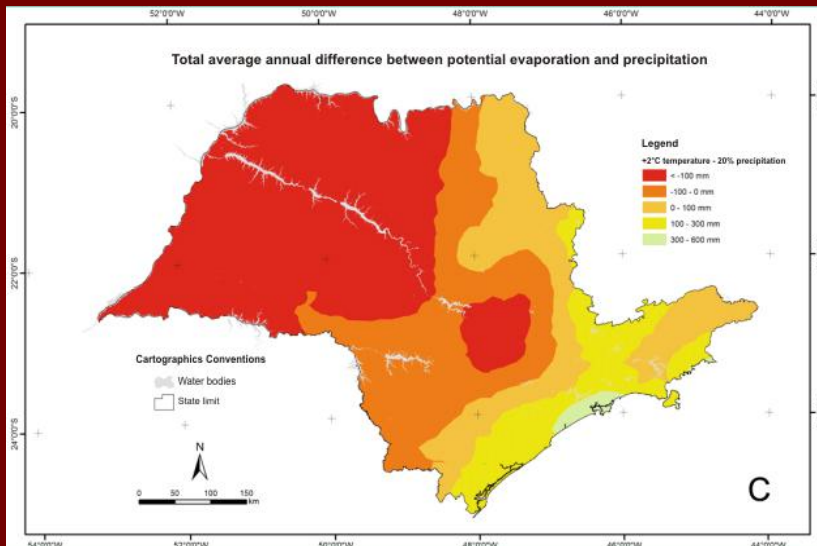 52°0'0"W 50°0'0"W 48°0'0"W 46°0'0"W 44°0'0"W
Total average annual difference between potential evaporation and precipitation
20°0'0"S
Legend
+2°C temperature - 20% precipitation
< -100 mm
-100 - 0 mm
0 - 100 mm
100 - 300 mm
300 - 600 mm
22°0'0"S
Cartographics Conventions
Water bodies
State limit
24°0'0"S
N
0 50 100 150
km
C
54°0'0"W 52°0'0"W 50°0'0"W 48°0'0"W 46°0'0"W 44°0'0"W